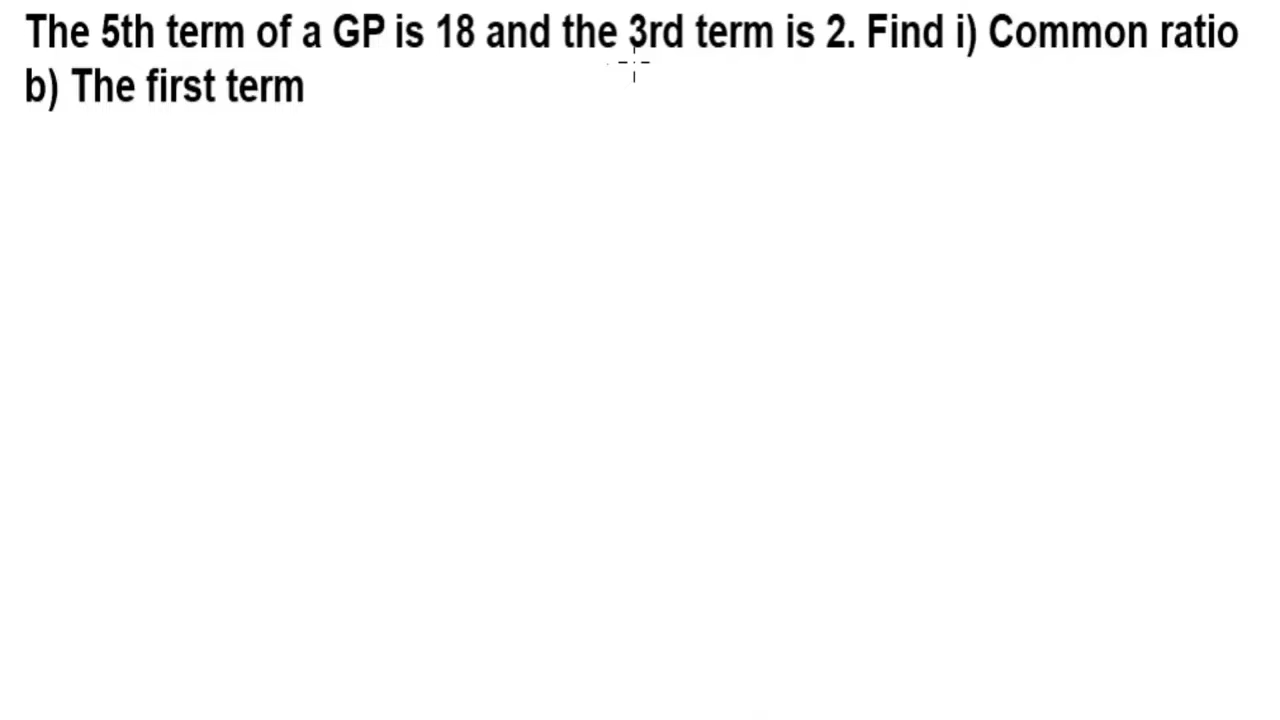 The 5th term of a GP is 18 and the 3rd term is 2. Find i) Common ratio
b) The first term